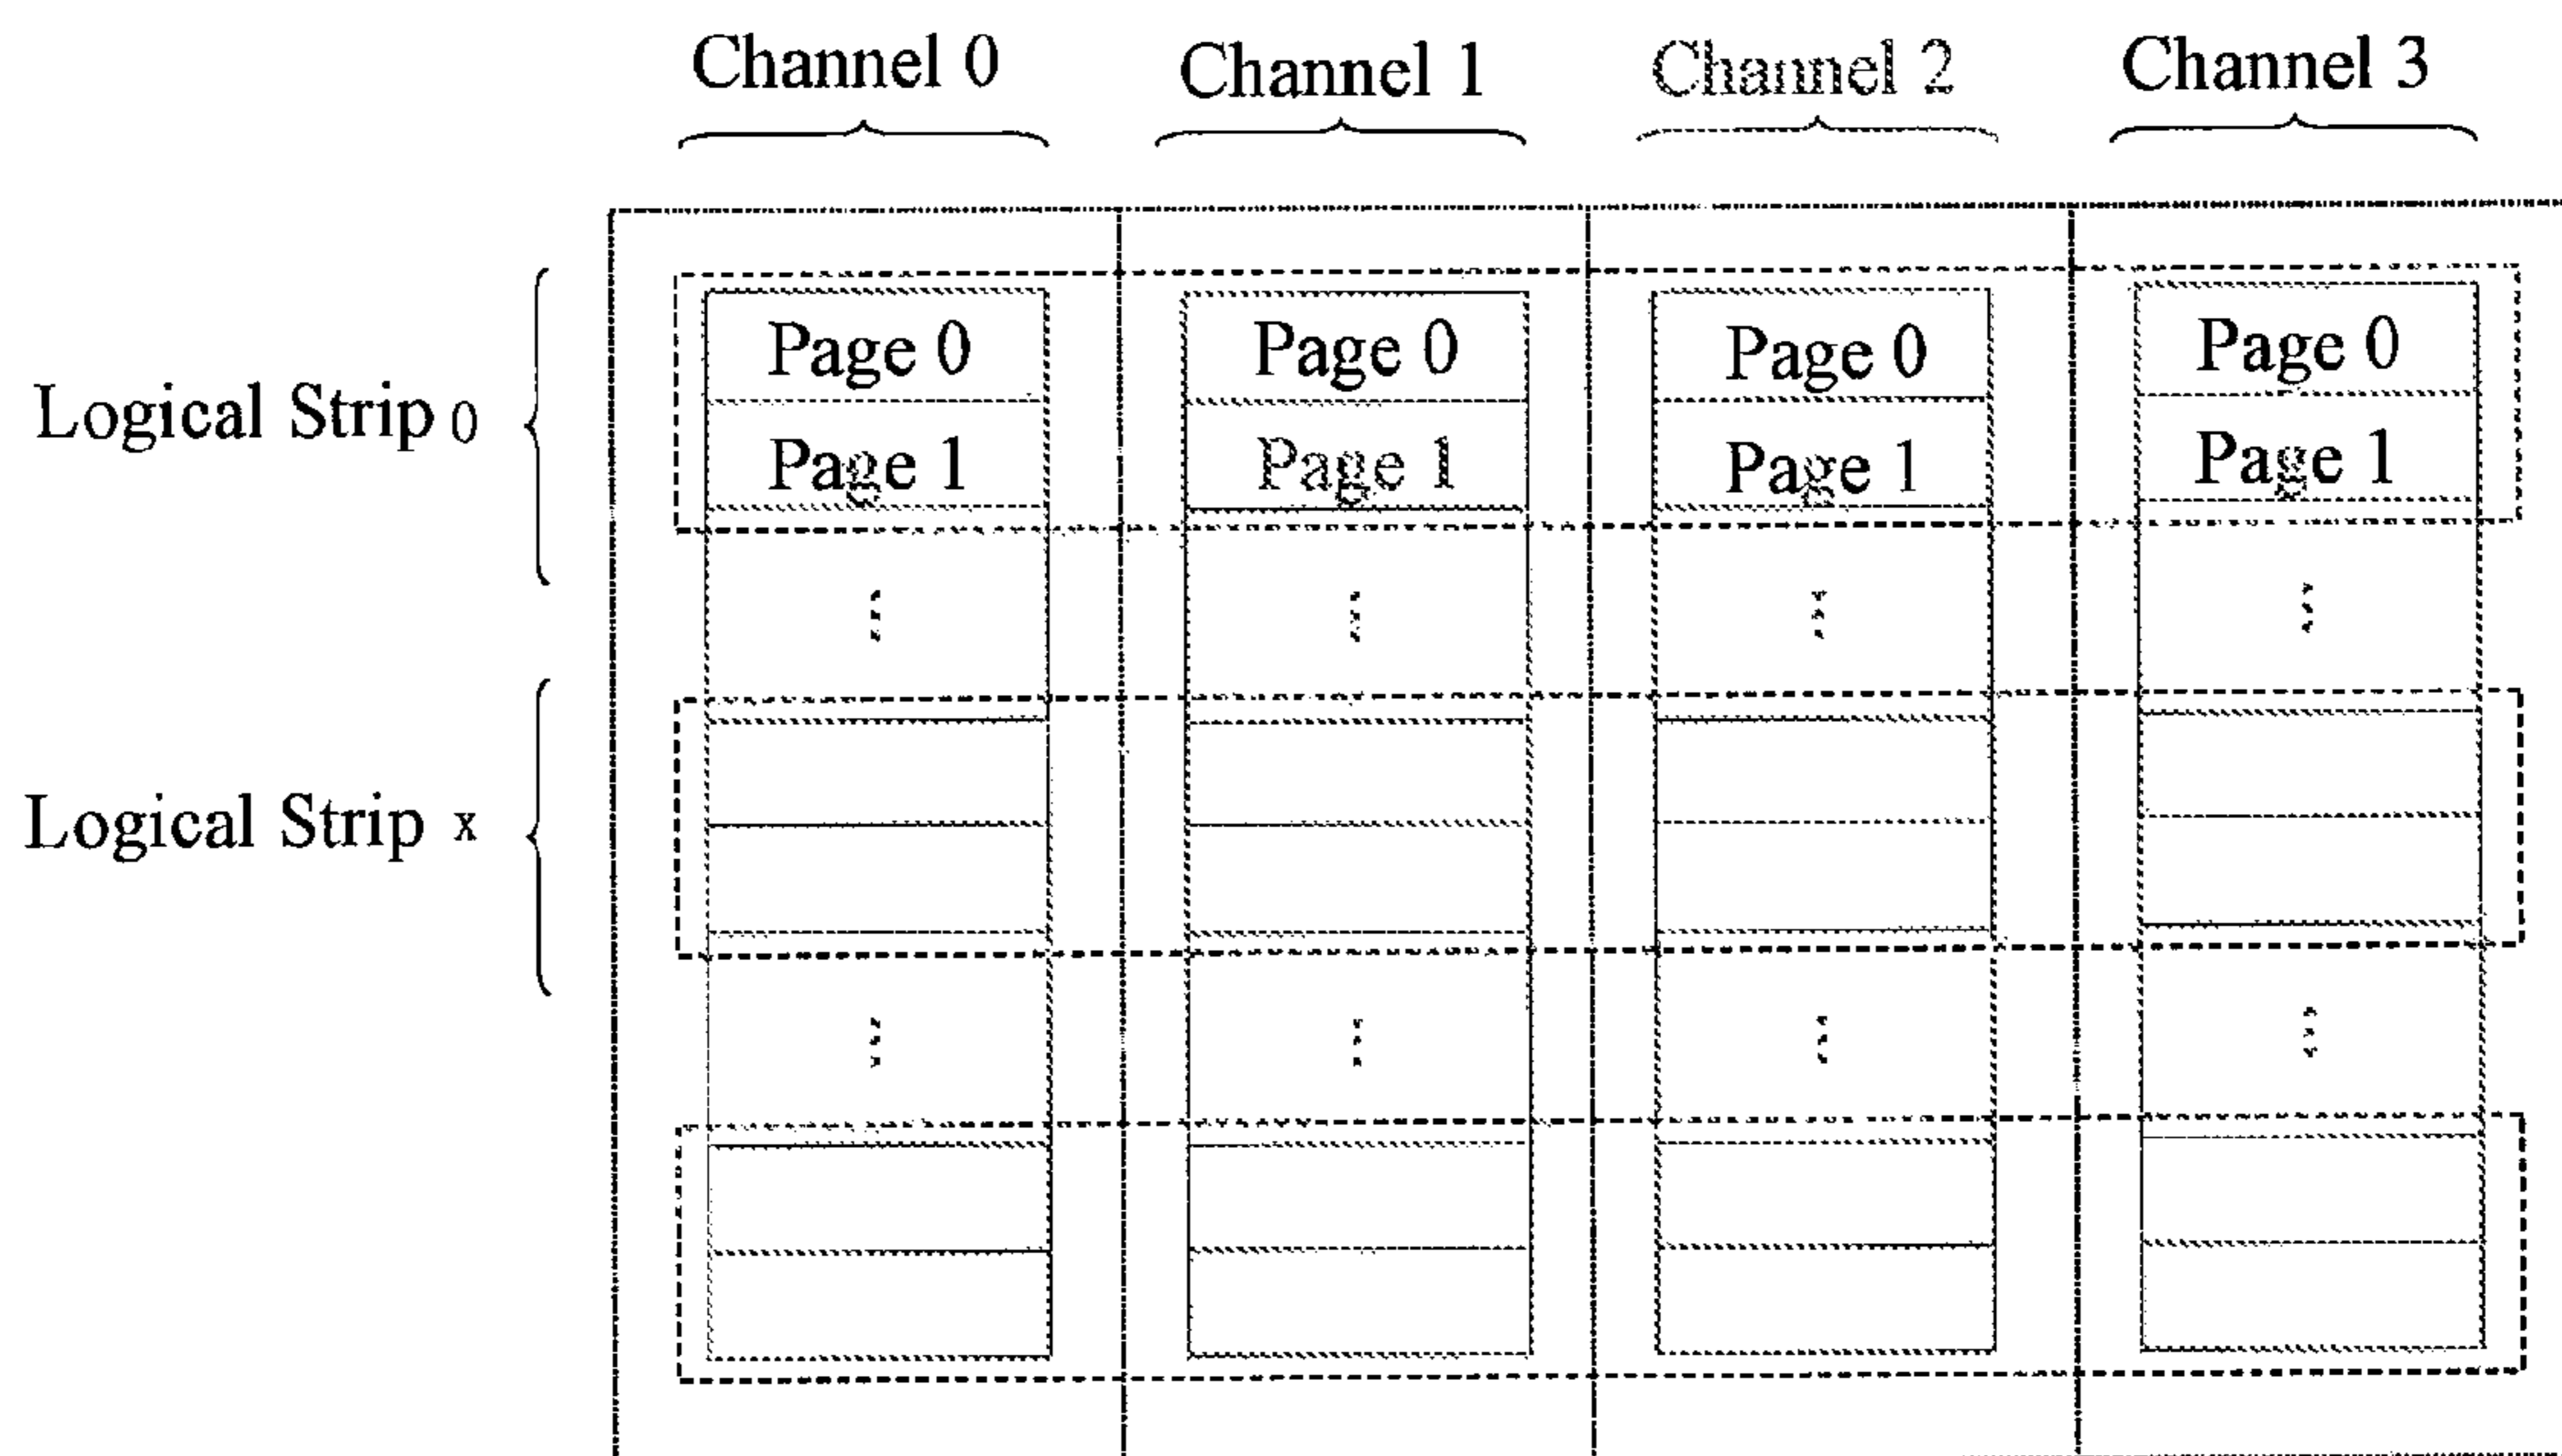 Channel 0 Channel 1 Channel 2 Channel 3
Logical Strip 0
Page 0 Page 0 Page 0 Page 0
Page 1 Page 1 Page 1 Page 1
Logical Strip x